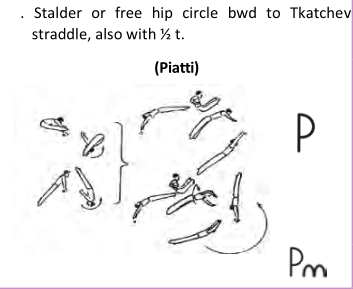 . Stalder or free hip circle bwd to Tkatchev
straddle, also with ½ t.
(Piatti)
P
Pm